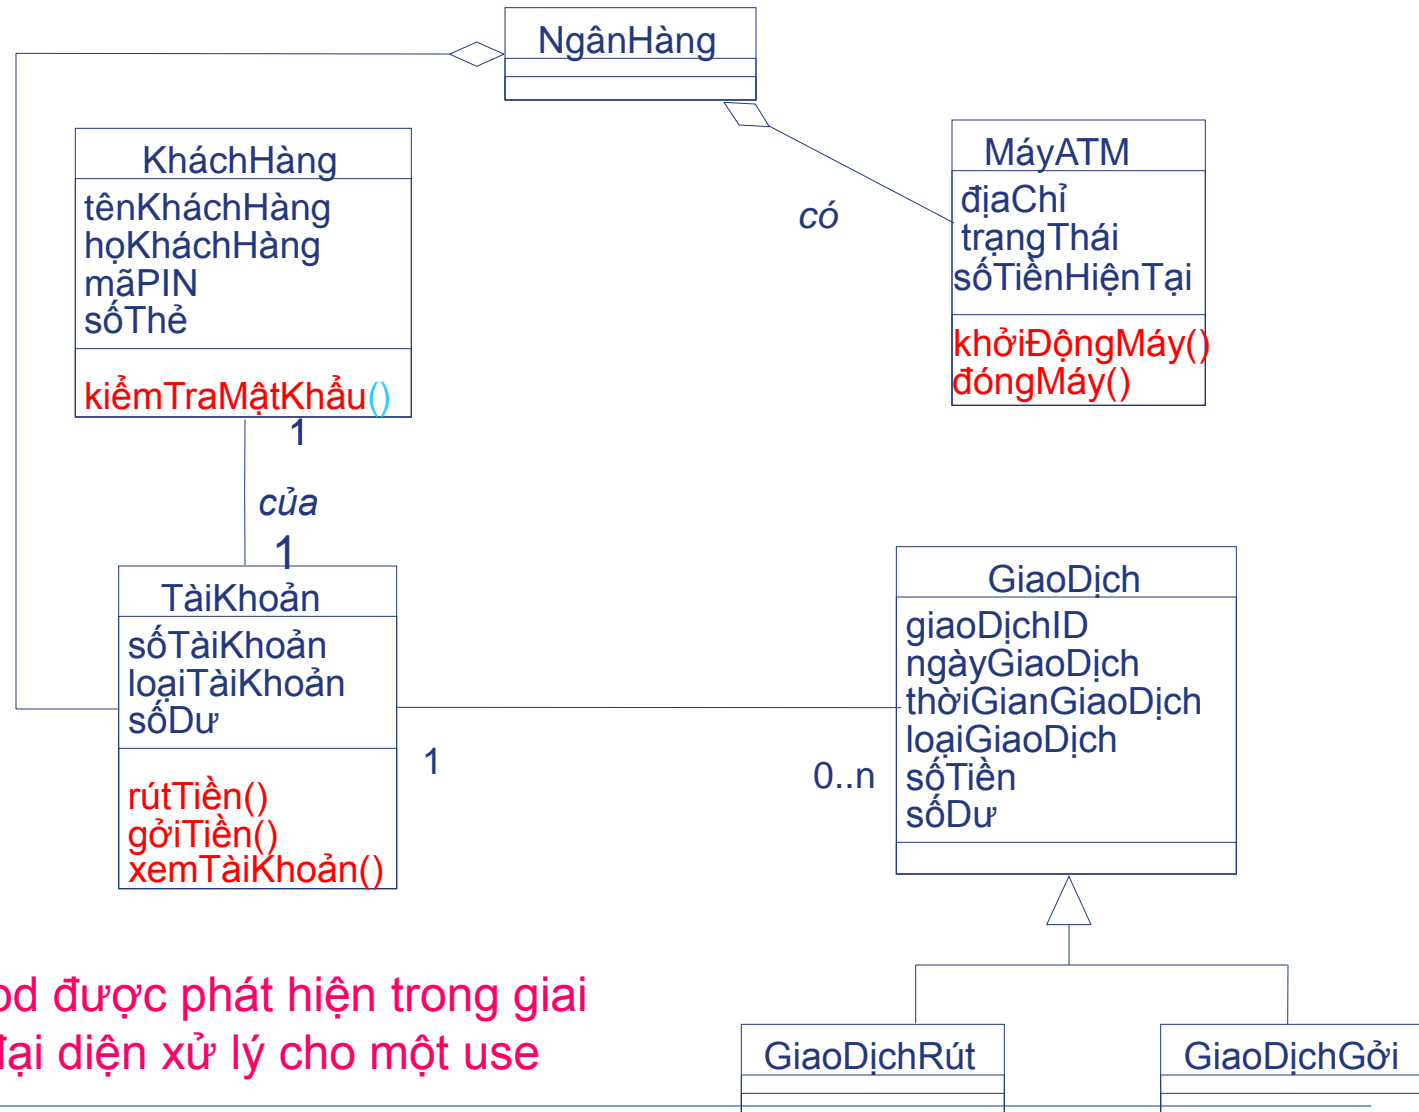 NgânHàng
KháchHàng
tênKháchHàng
họKháchHàng
mãPIN
sốThẻ
kiểmTraMậtKhẩu()
1
của
1
có
MáyATM
địaChỉ
trạngThái
sốTiềnHiệnTại
khởiĐộngMáy()
đóngMáy()
TàiKhoản
sốTàiKhoản
loạiTàiKhoản
sốDư
rútTiền()
gởiTiền()
xemTàiKhoản()
1
0..n
GiaoDịch
giaoDịchID
ngàyGiaoDịch
thờiGianGiaoDịch
loạiGiaoDịch
sốTiền
sốDư
được phát hiện trong giai
đại diện xử lý cho một use
GiaoDịchRút
GiaoDịchGởi